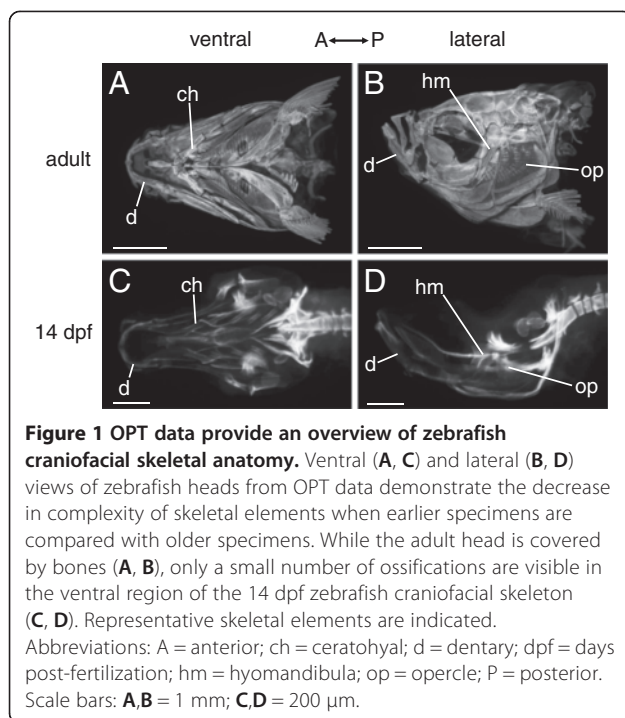 ventral A ⟷ P lateral
A B
ch hm
adult
d op
d
C D
ch hm
14 dpf
d
op
d
Figure 1 OPT data provide an overview of zebrafish
craniofacial skeletal anatomy. Ventral (A, C) and lateral (B, D)
views of zebrafish heads from OPT data demonstrate the decrease
in complexity of skeletal elements when earlier specimens are
compared with older specimens. While the adult head is covered
by bones (A, B), only a small number of ossifications are visible in
the ventral region of the 14 dpf zebrafish craniofacial skeleton
(C, D). Representative skeletal elements are indicated.
Abbreviations: A = anterior; ch = ceratohyal; d = dentary; dpf = days
post-fertilization; hm = hyomandibula; op = opercle; P = posterior.
Scale bars: A,B = 1 mm; C,D = 200 μm.